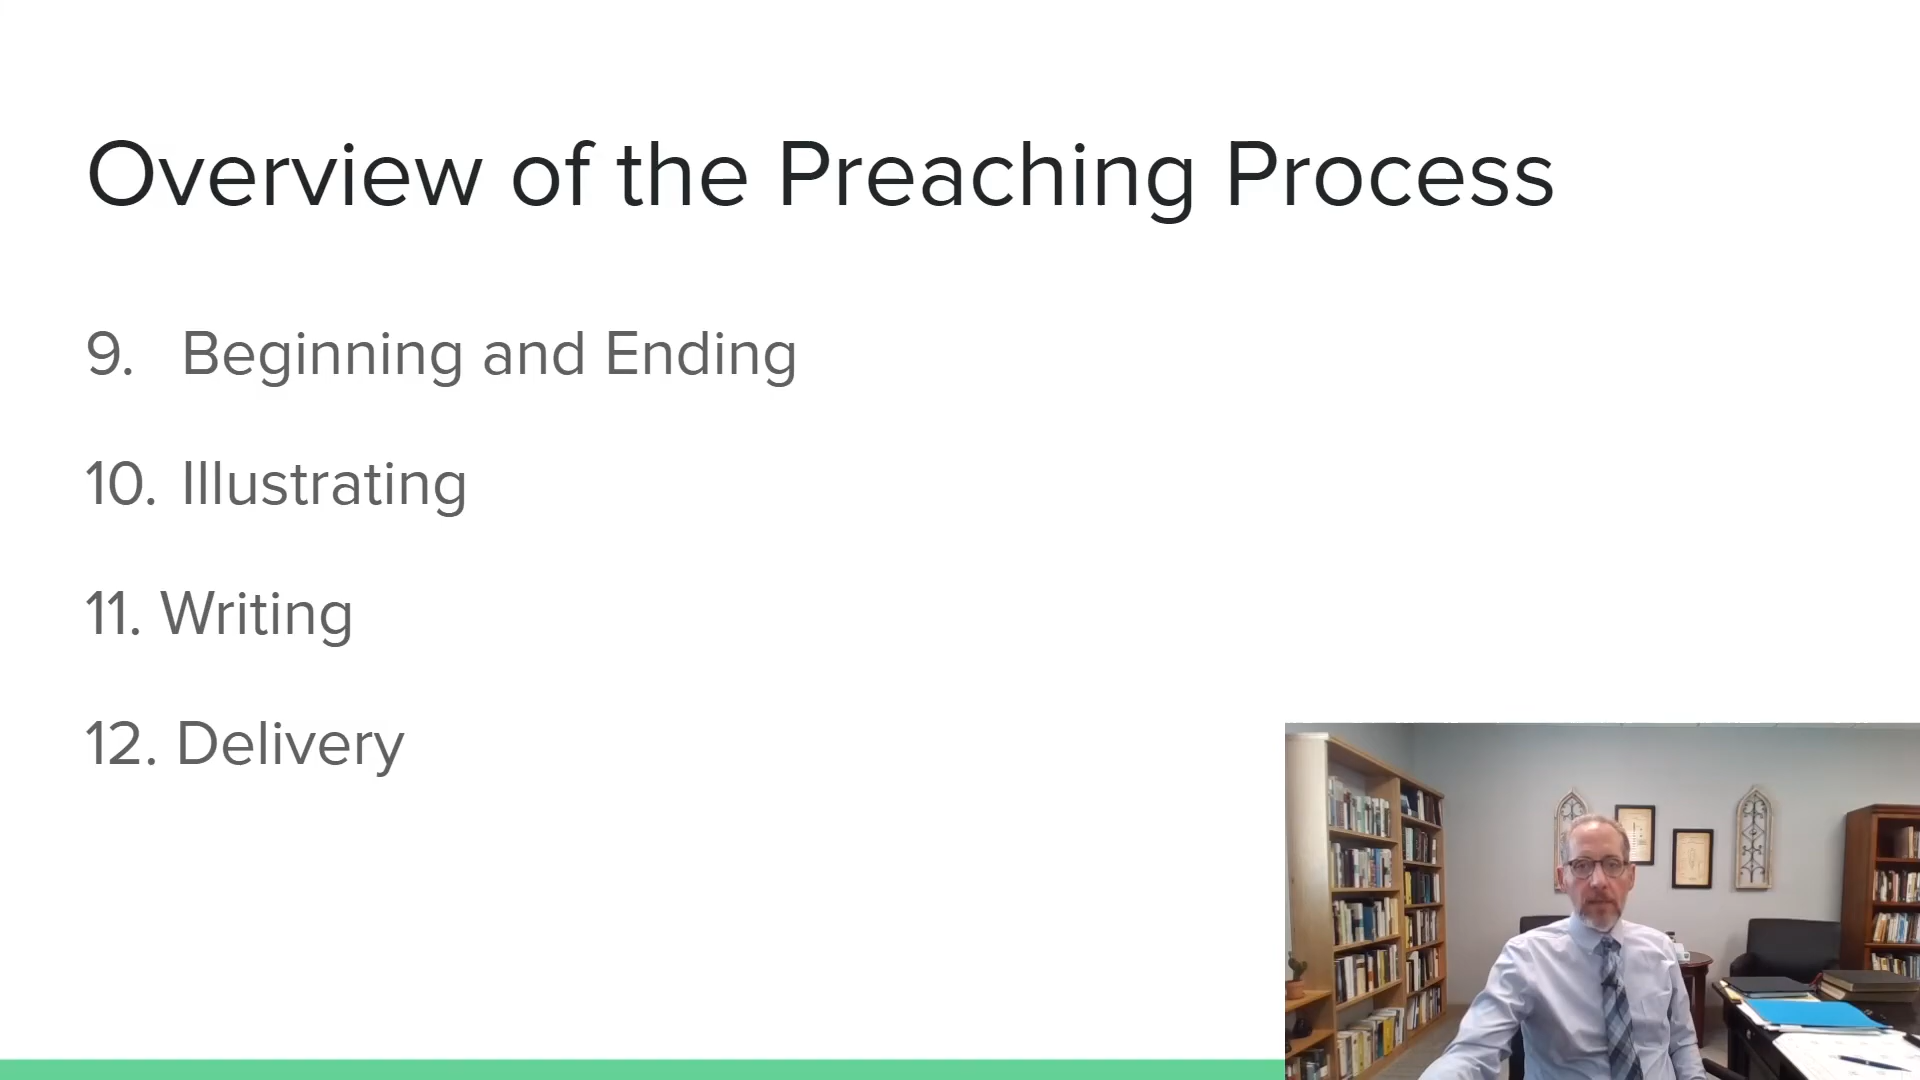 Overview of the Preaching Process
9. Beginning and Ending
10. Illustrating
11. Writing
12. Delivery